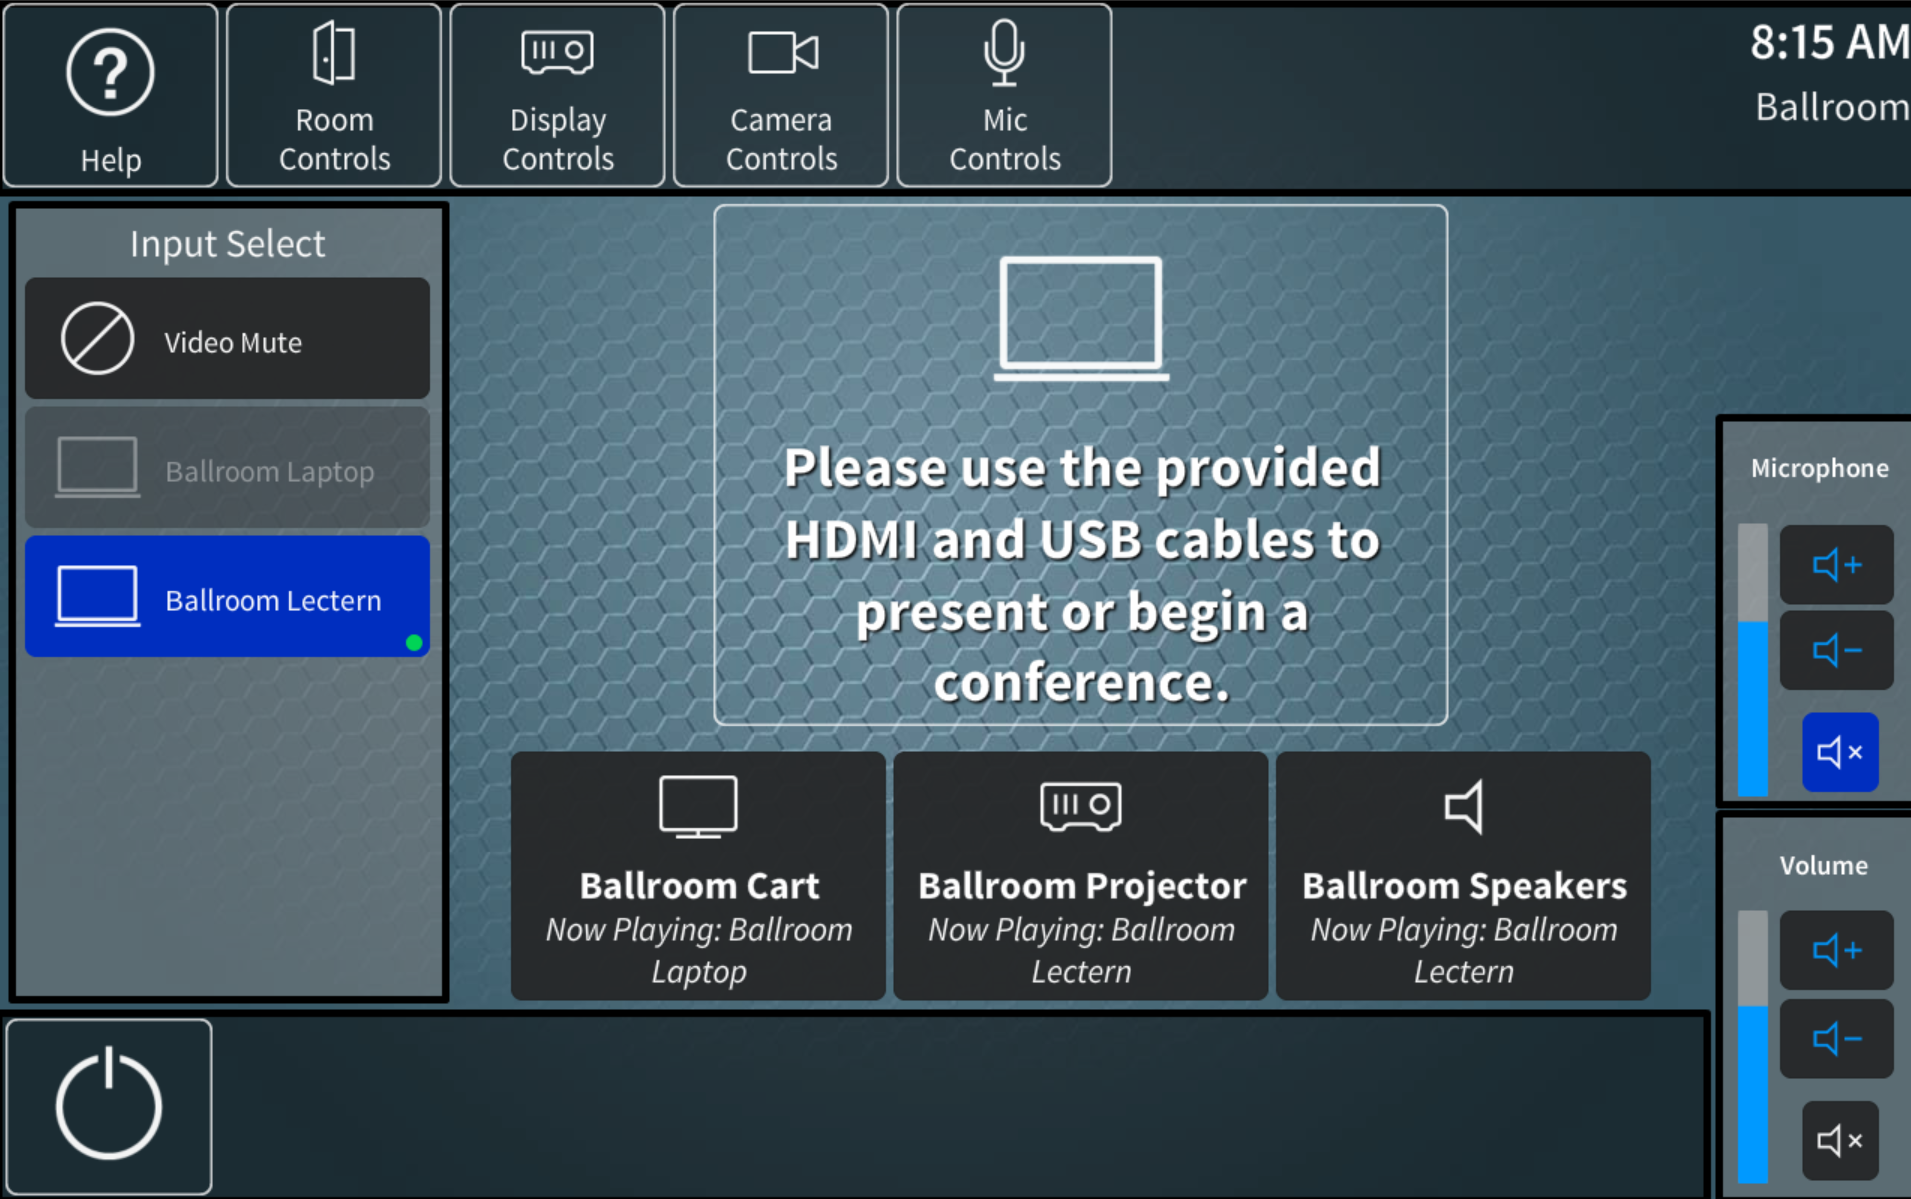 Help
Room
Controls
Display
Controls
Camera
Controls
Mic
Controls
8:15 AM
Ballroom
Input Select
Video Mute
Ballroom Laptop
Ballroom Lectern
Please use the provided
HDMI and USB cables to
present or begin a
conference.
Ballroom Cart
Now Playing: Ballroom
Laptop
Ballroom Projector
Now Playing: Ballroom
Lectern
Ballroom Speakers
Now Playing: Ballroom
Lectern
Microphone
Volume